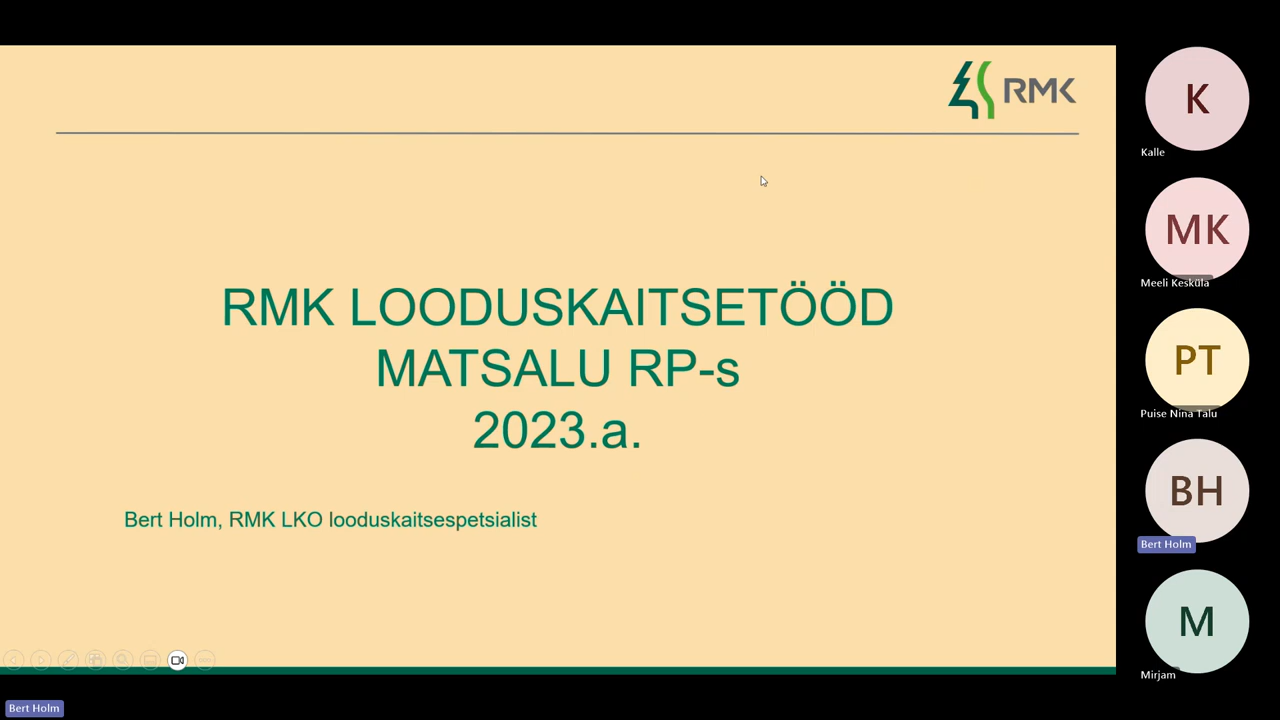 RMK
RMK LOODUSKAITSETÖÖD
MATSALU RP-s
2023.a.
Bert Holm, RMK LKO looduskaitsespetsialist
K
Kalle
MK
Meeli Kesküla
PT
Puise Nina Talu
BH
Bert Holm
M
Mirjam
Bert Holm